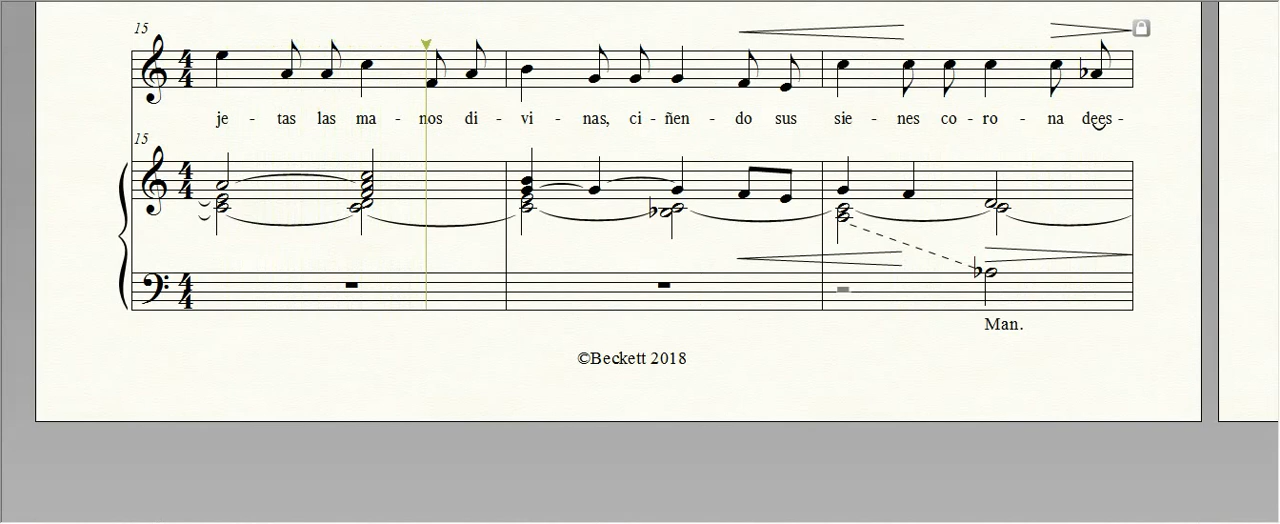 15
je - tas las ma - nos di - vi - nas, ci - ñen - do sus sie - nes co - ro - na dees -
15
Man.
©Beckett 2018